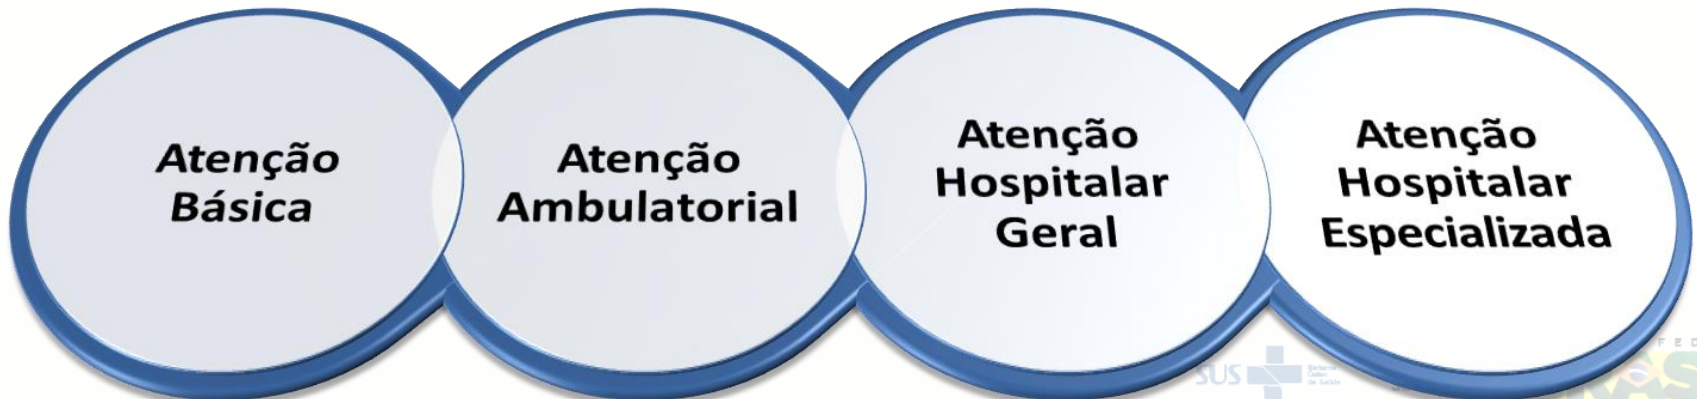 Atenção
Básica
Atenção
Ambulatorial
Atenção
Hospitalar
Geral
Atenção
Hospitalar
Especializada
SUS